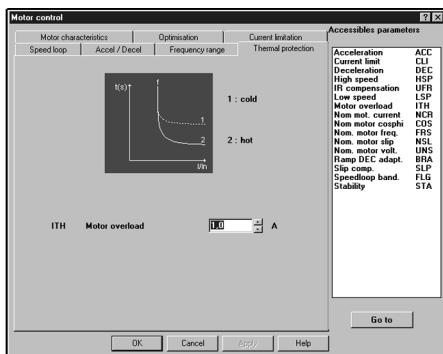 Motor control
Motor characteristics Optimisation Current limitation
Speed loop Accel / Decel Frequency range Thermal protection
t(s)
f
1
2
I/In
1 : cold
2 : hot
ITH Motor overload 1,0 A
OK Cancel Apply Help
Accessibles parameters
Acceleration ACC
Current limit CLI
Deceleration DEC
High speed HSP
IR compensation UFR
Low speed LSP
Motor overload ITH
Nom mot. current NCR
Nom motor cosphi COS
Nom. motor freq. FRS
Nom. motor slip NSL
Nom. motor volt. UNS
Ramp DEC adapt. BRA
Slip comp. SLP
Speedloop band. FLG
Stability STA
Go to